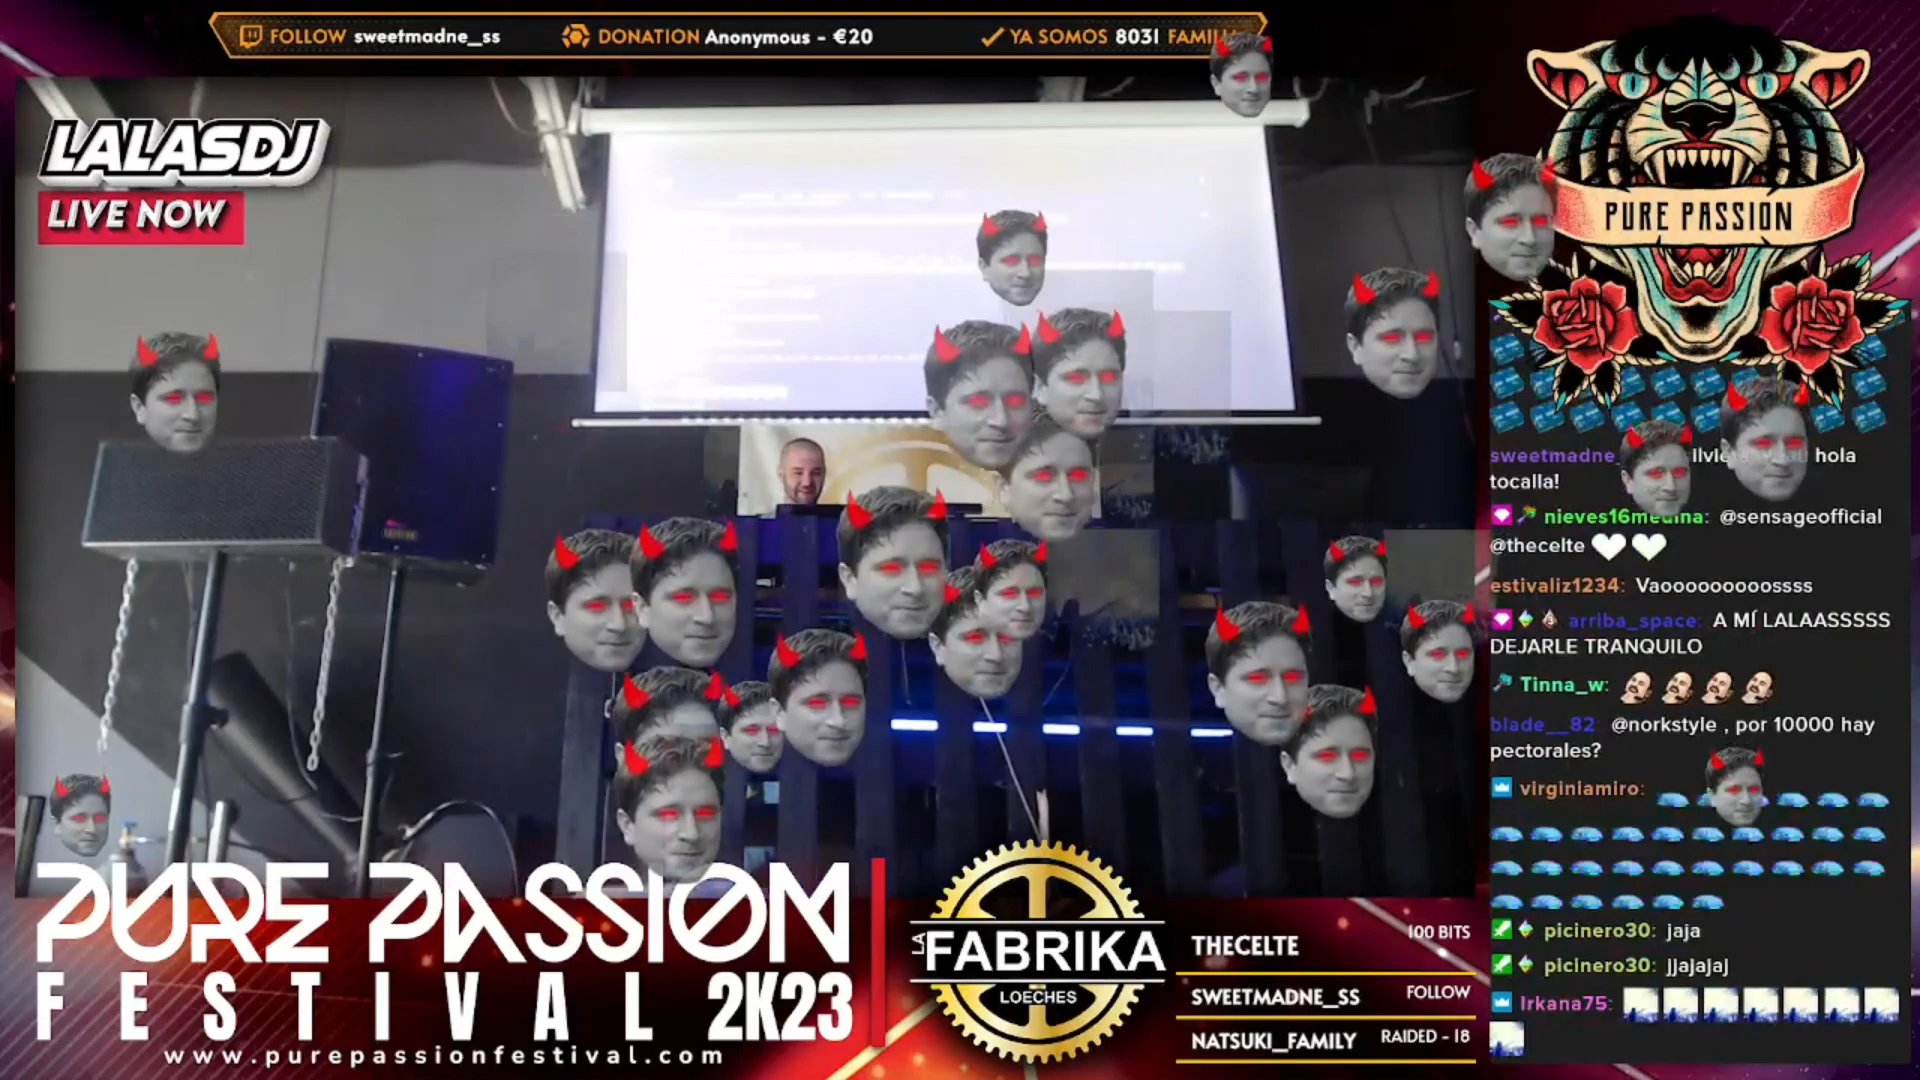 FOLLOW sweetmadne_ss
DONATION Anonymous - €20
YA SOMOS 8031
LALASDJ
LIVE NOW
PURE PASSION
sweetmadne hola
tocalla!
nieves16medina: @sensageofficial
@thecelte
estivaliz1234: Vaoooooooooossss
arriba_space: A MÍ LALAASSSSS
DEJARLE TRANQUILO
Tinna_w:
blade__82: @norkstyle , por 10000 hay
pectorales?
virginiamiro:
picinero30: jaja
picinero30: jjajajaj
Irkana75:
PURE PASSION
FESTIVAL 2K23
www.purepassionfestival.com
LA
FABRIKA
LOECHES
THECELTE 100 BITS
SWEETMADNE_SS FOLLOW
NATSUKI_FAMILY RAIDED - 18